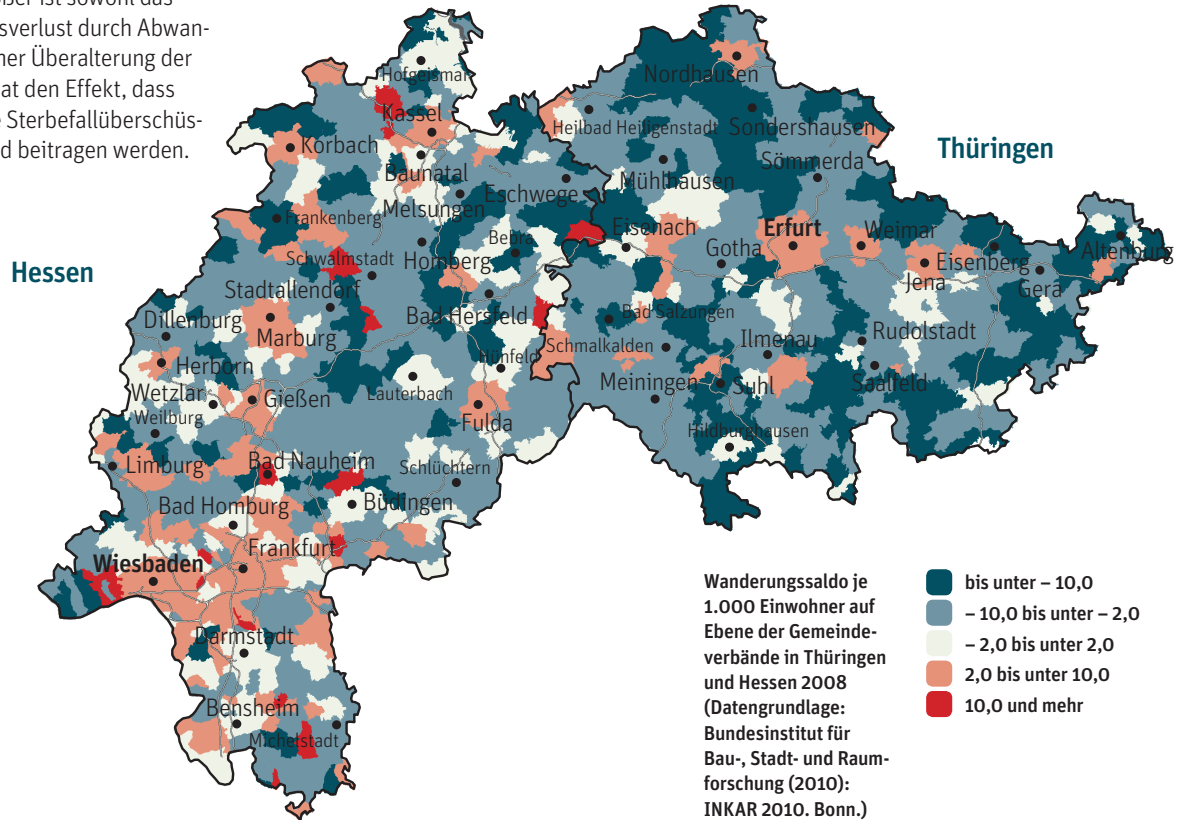 ßer ist sowohl das
sverlust durch Abwan-
ner Überalterung der
at den Effekt, dass
e Sterbefallüberschüs-
d beitragen werden.
Hessen
Thüringen
Hofgeismar
Kassel
Korbach
Baunatal
Melsungen
Eschwege
Frankenberg
Bebra
Schwalmstadt
Homberg
Stadtallendorf
Bad Hersfeld
Dillenburg
Marburg
Herborn
Hünfeld
Wetzlar
Gießen
Lauterbach
Weilburg
Fulda
Limburg
Bad Nauheim
Schlüchtern
Bad Homburg
Büdingen
Frankfurt
Wiesbaden
Darmstadt
Bensheim
Michelstadt
Nordhausen
Heilbad Heiligenstadt
Sondershausen
Sömmerda
Mühlhausen
Eisenach
Gotha
Erfurt
Weimar
Jena
Eisenberg
Gera
Altenburg
Bad Salzungen
Schmalkalden
Ilmenau
Rudolstadt
Meiningen
Suhl
Saalfeld
Hildburghausen
Wanderungssaldo je
1.000 Einwohner auf
Ebene der Gemeinde-
verbände in Thüringen
und Hessen 2008
(Datengrundlage:
Bundesinstitut für
Bau-, Stadt- und Raum-
forschung (2010):
INKAR 2010. Bonn.)
bis unter – 10,0
– 10,0 bis unter – 2,0
– 2,0 bis unter 2,0
2,0 bis unter 10,0
10,0 und mehr